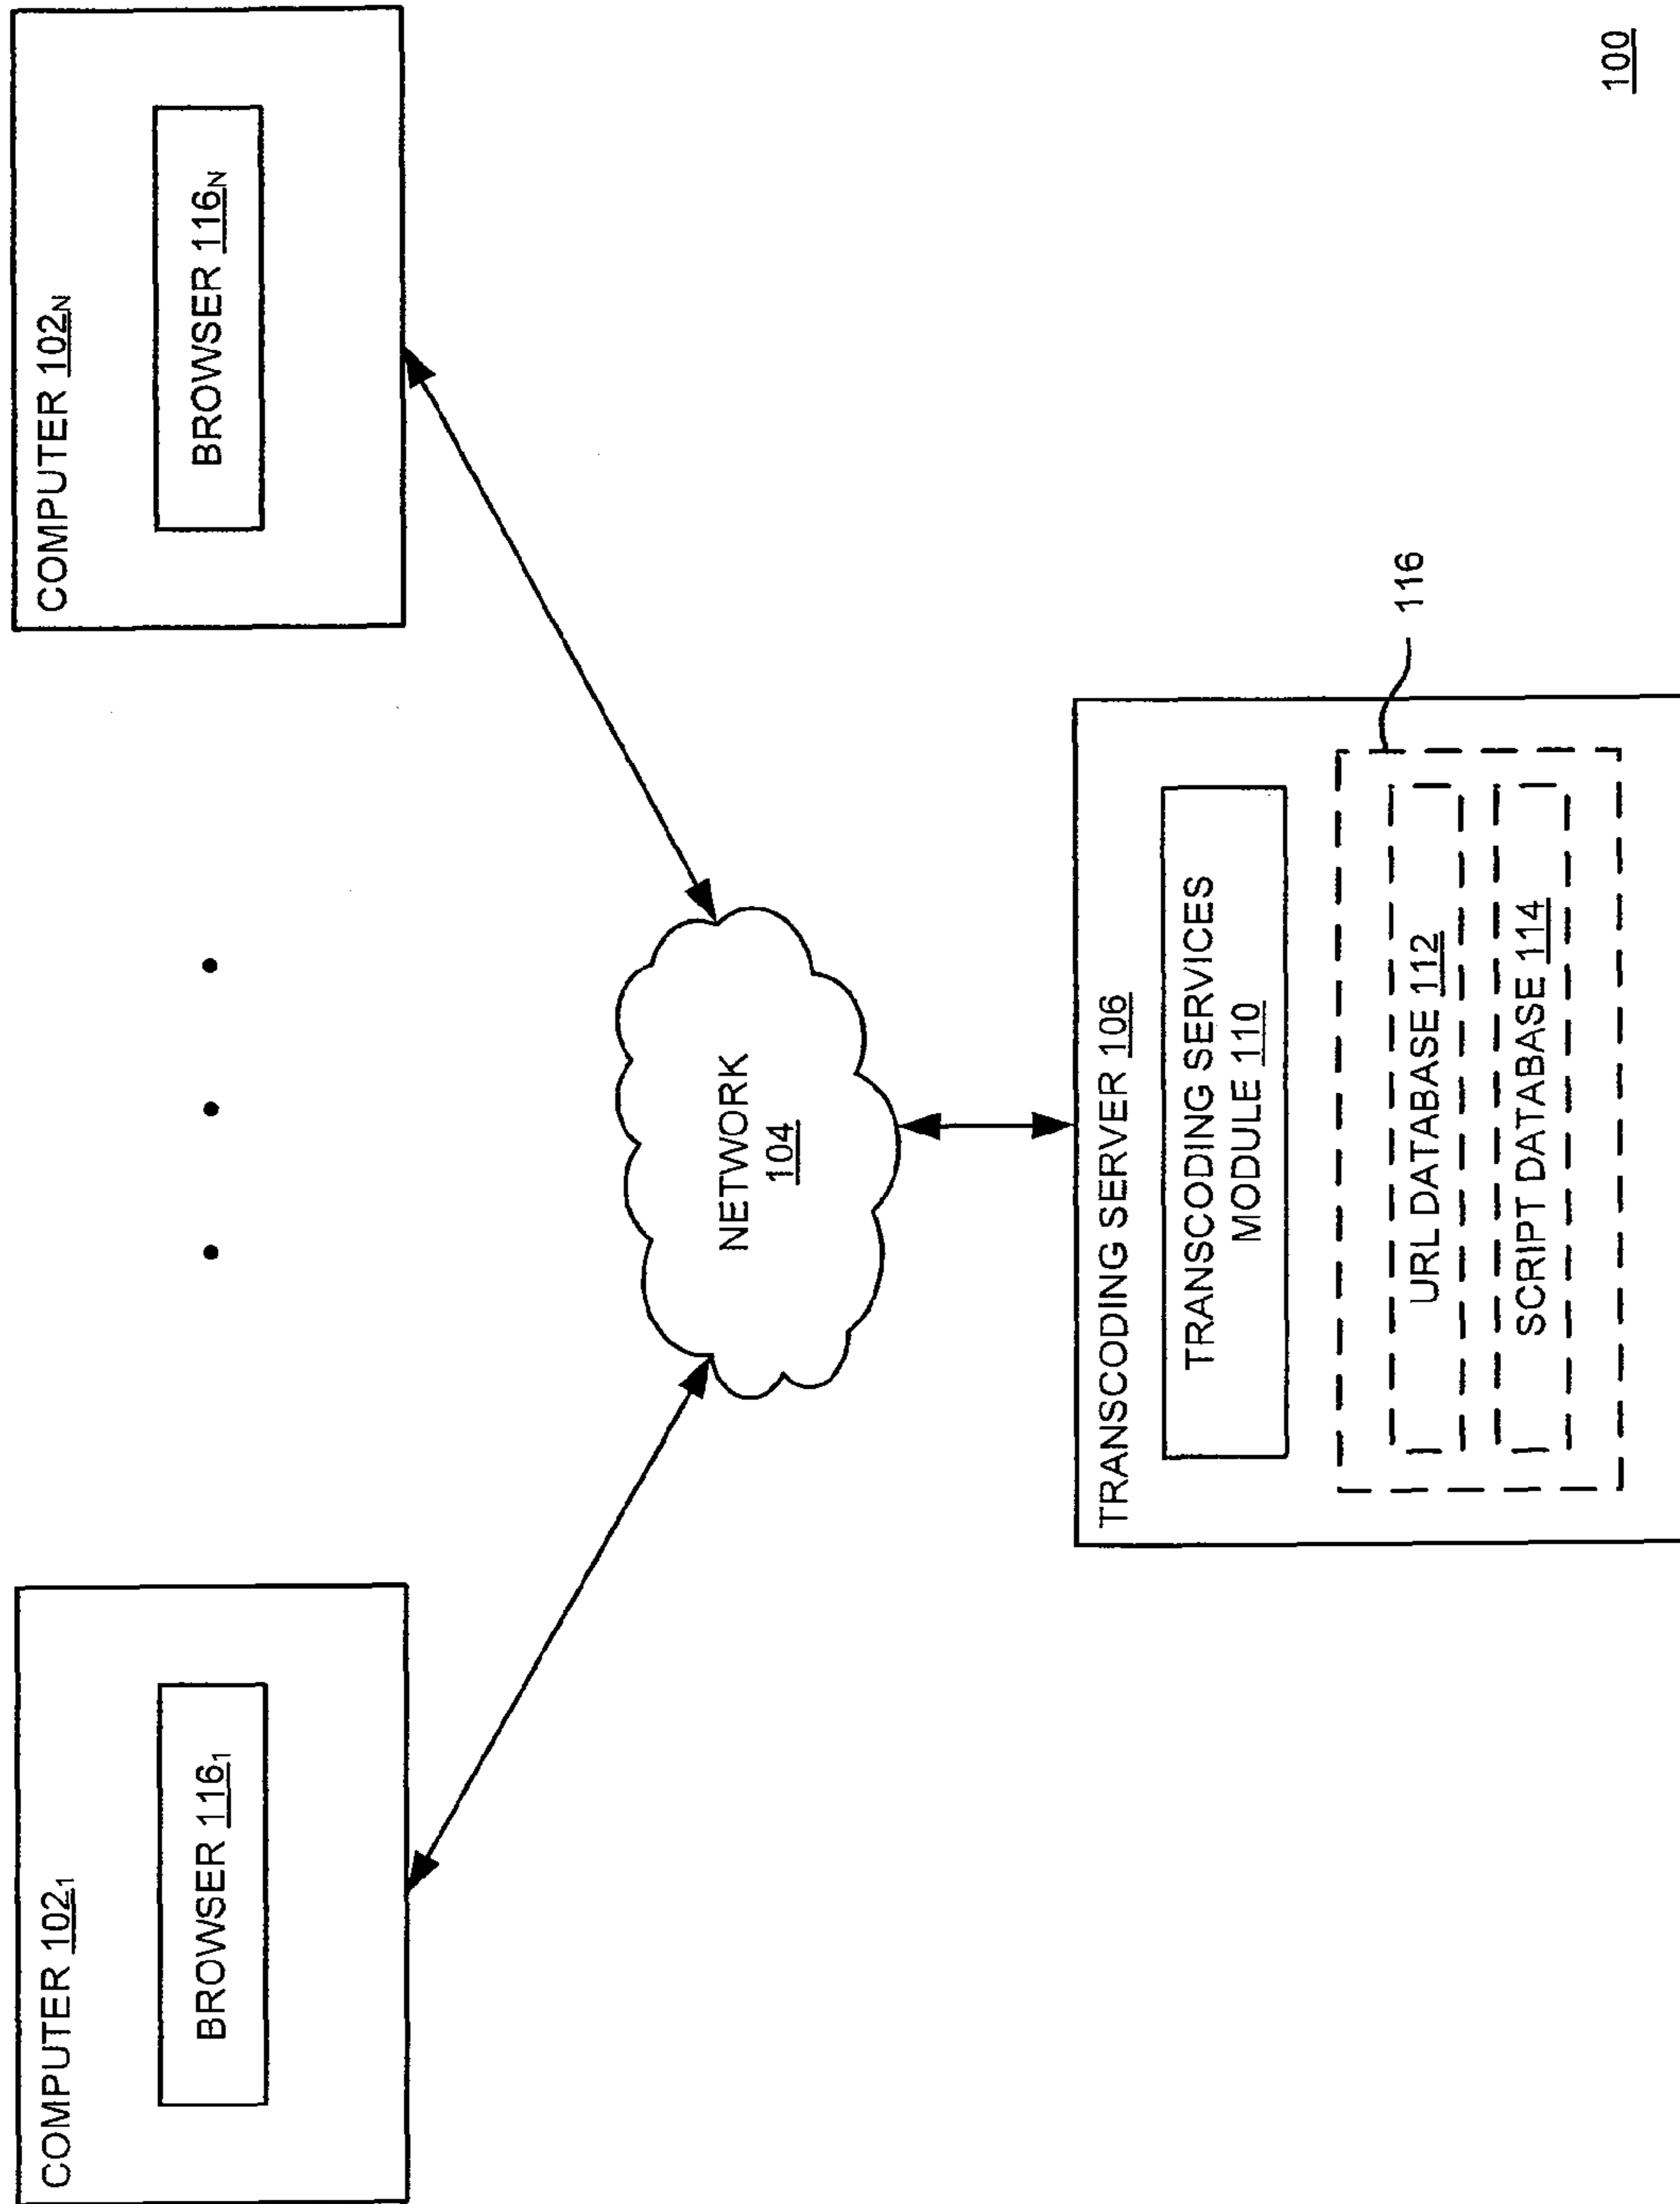 COMPUTER 102₁
BROWSER 116₁
COMPUTER 102N
BROWSER 116N
NETWORK
104
TRANSCODING SERVER 106
TRANSCODING SERVICES
MODULE 110
URL DATABASE 112
SCRIPT DATABASE 114
116
100